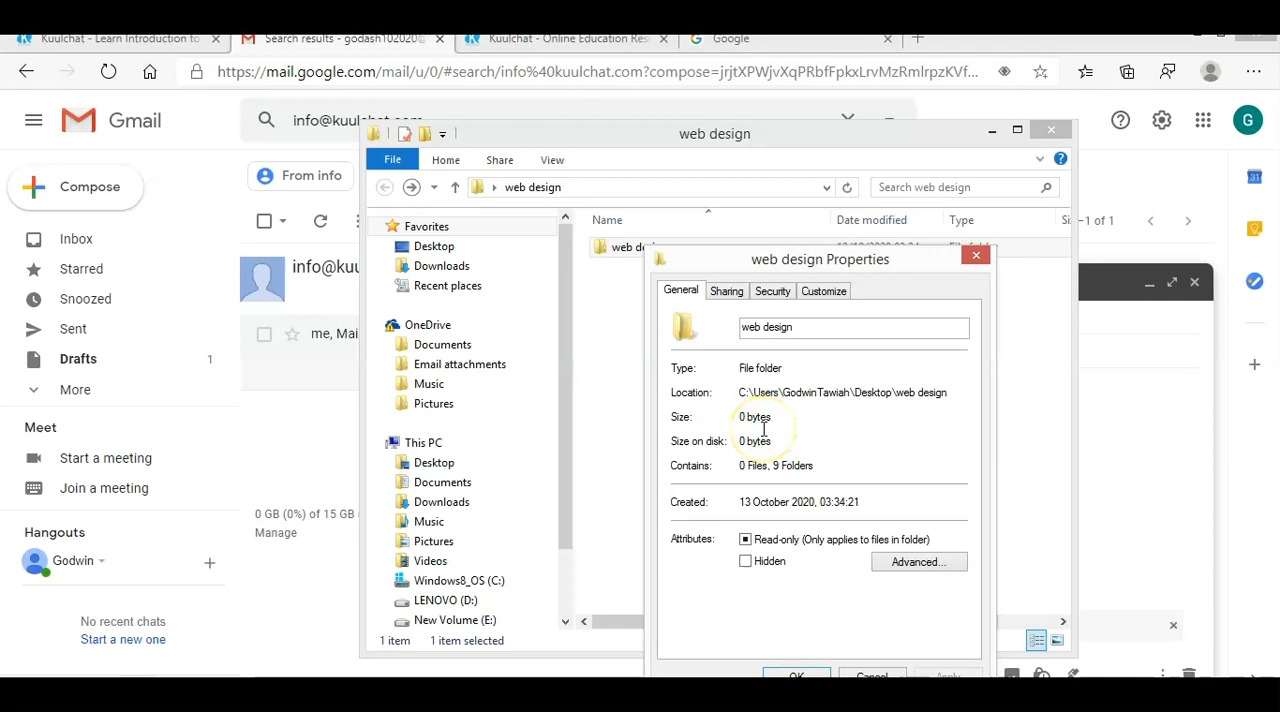 Kuulchat - Learn Introduction to
Search results - godash102020@
Kuulchat - Online Education Res
Google
https://mail.google.com/mail/u/0/#search/info%40kuulchat.com?compose=jrjtXPWjvXqPRbfFpkxLrvMzRmlrpzKVf...
Gmail
info@kuulchat.com
G
Compose
From info
Inbox
Starred
Snoozed
Sent
Drafts 1
More
Meet
Start a meeting
Join a meeting
Hangouts
Godwin
No recent chats
Start a new one
info@kuu
me, Mai
0 GB (0%) of 15 GB
Manage
1 of 1
31
web design
File Home Share View
web design
Search web design
Favorites
Desktop
Downloads
Recent places
OneDrive
Documents
Email attachments
Music
Pictures
This PC
Desktop
Documents
Downloads
Music
Pictures
Videos
Windows8_OS (C:)
LENOVO (D:)
New Volume (E:)
1 item 1 item selected
Name Date modified Type
web de
web design Properties
General Sharing Security Customize
web design
Type: File folder
Location: C:\Users\GodwinTawiah\Desktop\web design
Size: 0 bytes
Size on disk: 0 bytes
Contains: 0 Files, 9 Folders
Created: 13 October 2020, 03:34:21
Attributes: Read-only (Only applies to files in folder)
Hidden
Advanced...
OK Cancel Apply